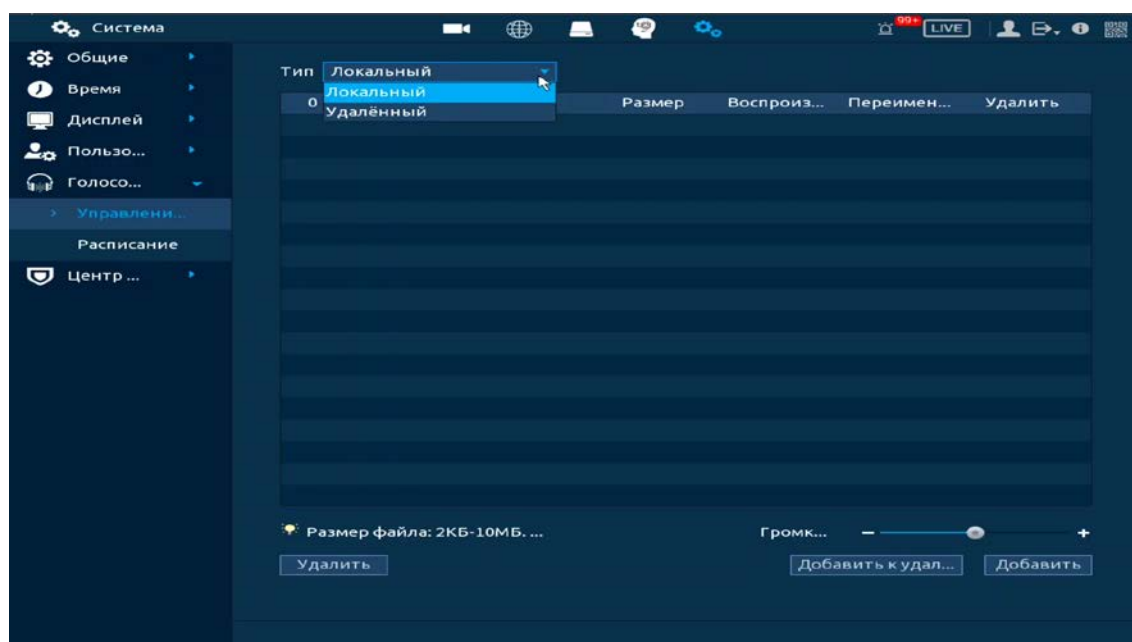 Система
99+
LIVE
Общие
Время
Дисплей
Пользо...
Голосо...
Управлени...
Расписание
Центр ...
Тип Локальный
Локальный
Удалённый
0 Размер Воспроиз... Переимен... Удалить
Размер файла: 2КБ-10МБ. ...
Громк... - +
Удалить Добавить к удал... Добавить